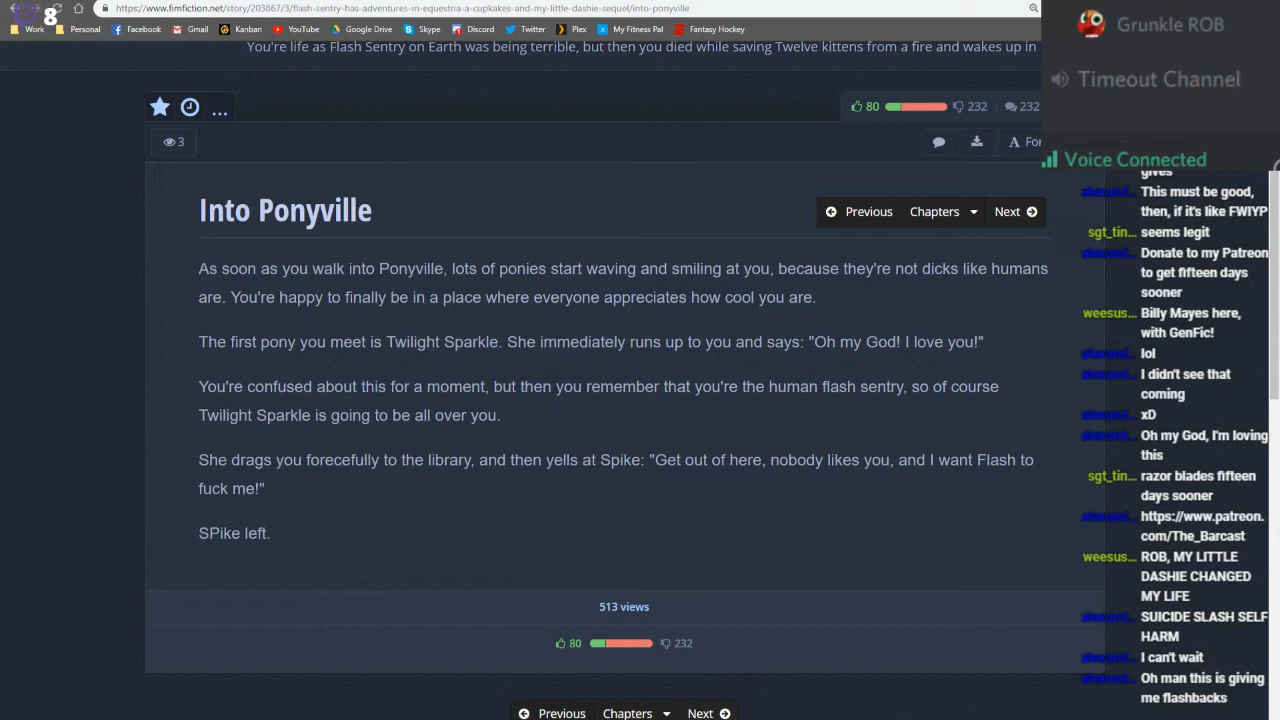 8
https://www.fimfiction.net/story/203867/3/flash-sentry-has-adventures-in-equestria-a-cupkakes-and-my-little-dashie-sequel/into-ponyville
Work Personal Facebook Gmail Kanban YouTube Google Drive Skype Discord Twitter Plex My Fitness Pal Fantasy Hockey
You're life as Flash Sentry on Earth was being terrible, but then you died while saving Twelve kittens from a fire and wakes up in
... 80 232 232
3 For
Into Ponyville
Previous Chapters Next
As soon as you walk into Ponyville, lots of ponies start waving and smiling at you, because they're not dicks like humans
are. You're happy to finally be in a place where everyone appreciates how cool you are.
The first pony you meet is Twilight Sparkle. She immediately runs up to you and says: "Oh my God! I love you!"
You're confused about this for a moment, but then you remember that you're the human flash sentry, so of course
Twilight Sparkle is going to be all over you.
She drags you forecefully to the library, and then yells at Spike: "Get out of here, nobody likes you, and I want Flash to
fuck me!"
SPike left.
513 views
80 232
Previous Chapters Next
Grunkle ROB
Timeout Channel
Voice Connected
gives
This must be good,
then, if it's like FWIYP
sgt_tin... seems legit
Donate to my Patreon
to get fifteen days
sooner
weesus... Billy Mayes here,
with GenFic!
lol
I didn't see that
coming
xD
Oh my God, I'm loving
this
sgt_tin... razor blades fifteen
days sooner
https://www.patreon.
com/The_Barcast
weesus... ROB, MY LITTLE
DASHIE CHANGED
MY LIFE
SUICIDE SLASH SELF
HARM
I can't wait
Oh man this is giving
me flashbacks